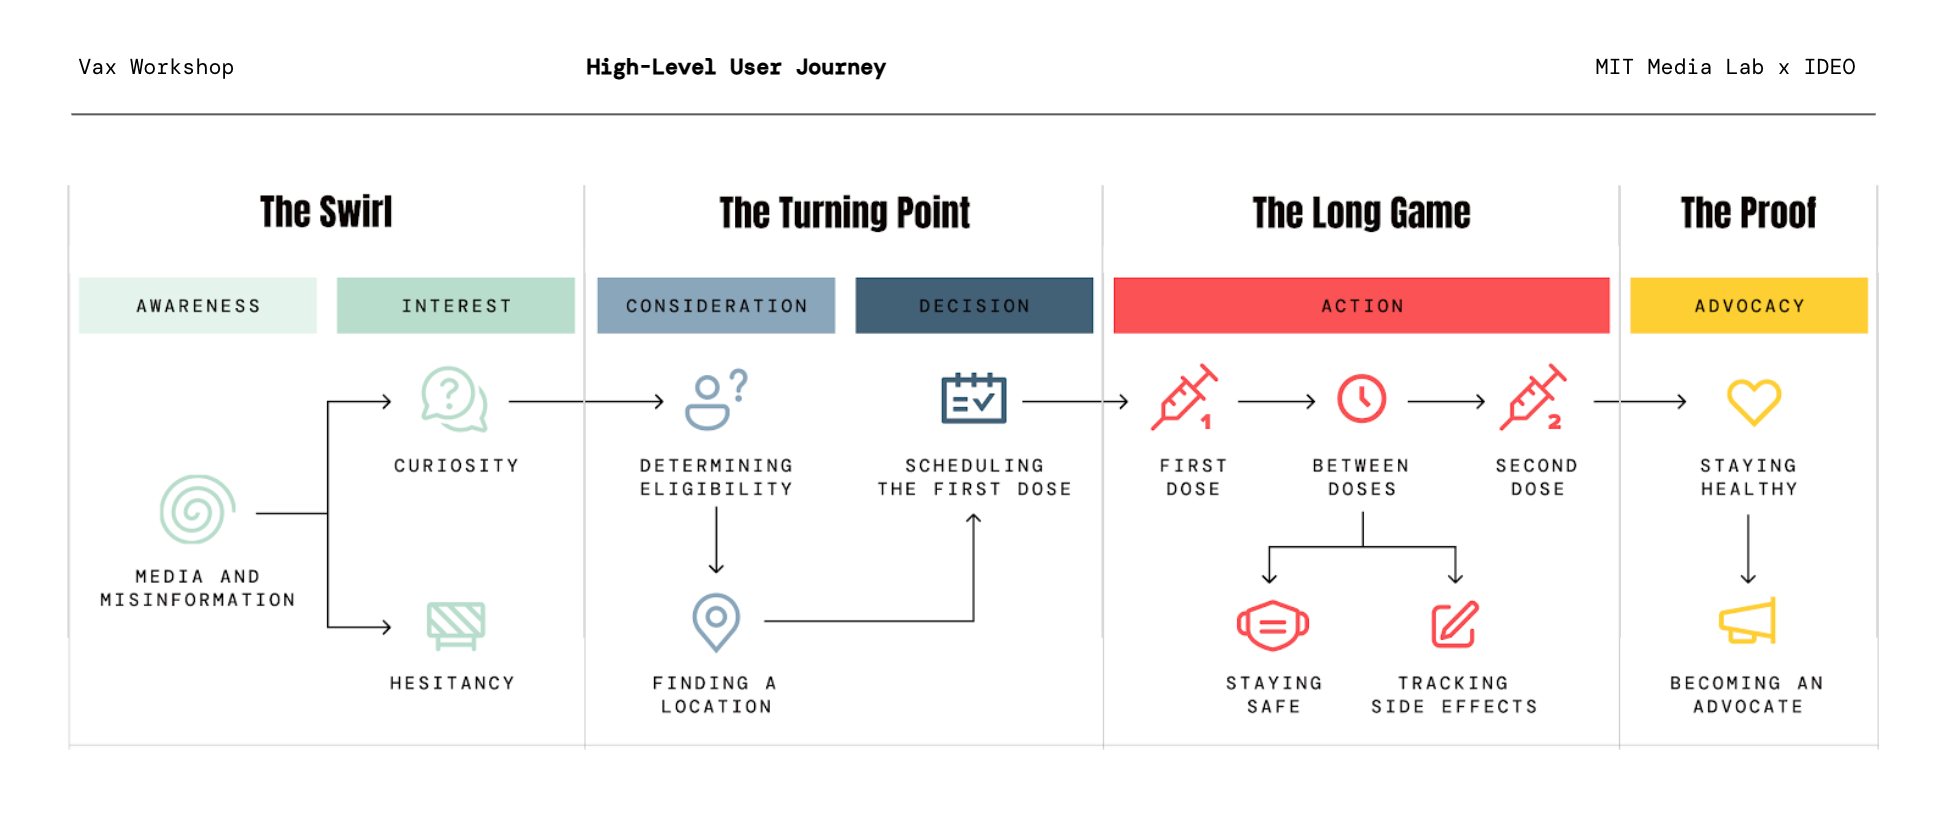 Vax Workshop
High-Level User Journey
MIT Media Lab x IDEO
The Swirl
The Turning Point
The Long Game
The Proof
AWARENESS
INTEREST
CONSIDERATION
DECISION
ACTION
ADVOCACY
MEDIA AND
MISINFORMATION
?
CURIOSITY
HESITANCY
?
DETERMINING
ELIGIBILITY
FINDING A
LOCATION
SCHEDULING
THE FIRST DOSE
1
FIRST
DOSE
BETWEEN
DOSES
2
SECOND
DOSE
STAYING
SAFE
TRACKING
SIDE EFFECTS
STAYING
HEALTHY
BECOMING AN
ADVOCATE